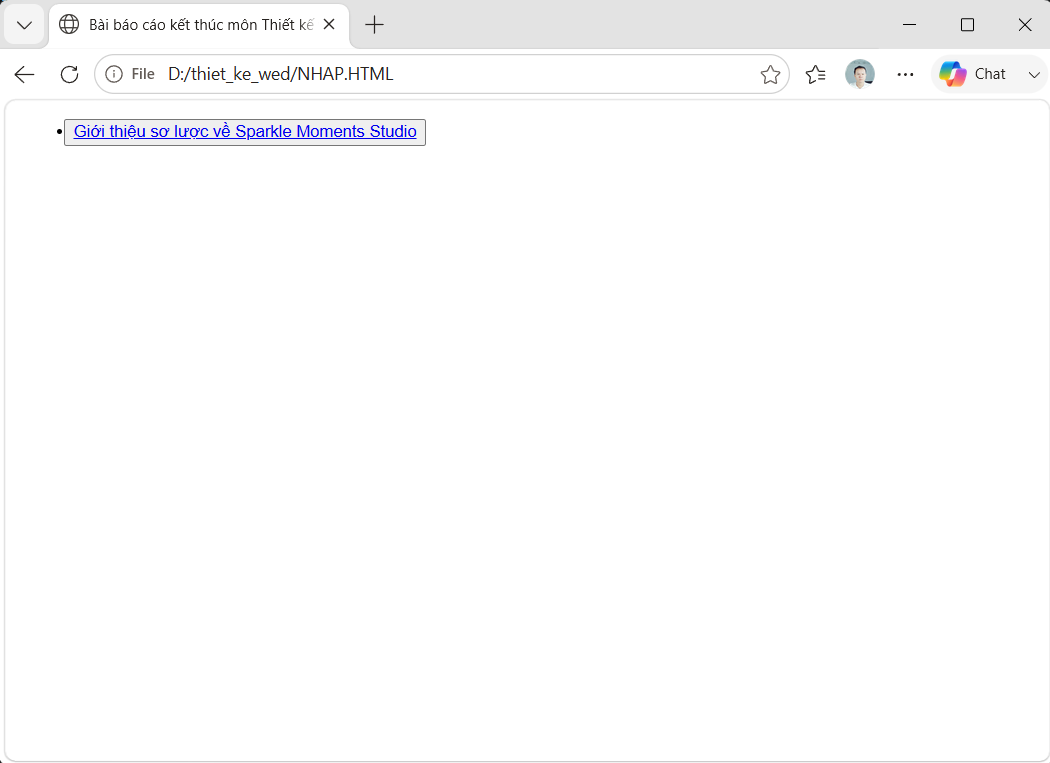 Bài báo cáo kết thúc môn Thiết kế
File D:/thiet_ke_wed/NHAP.HTML
Chat
Giới thiệu sơ lược về Sparkle Moments Studio